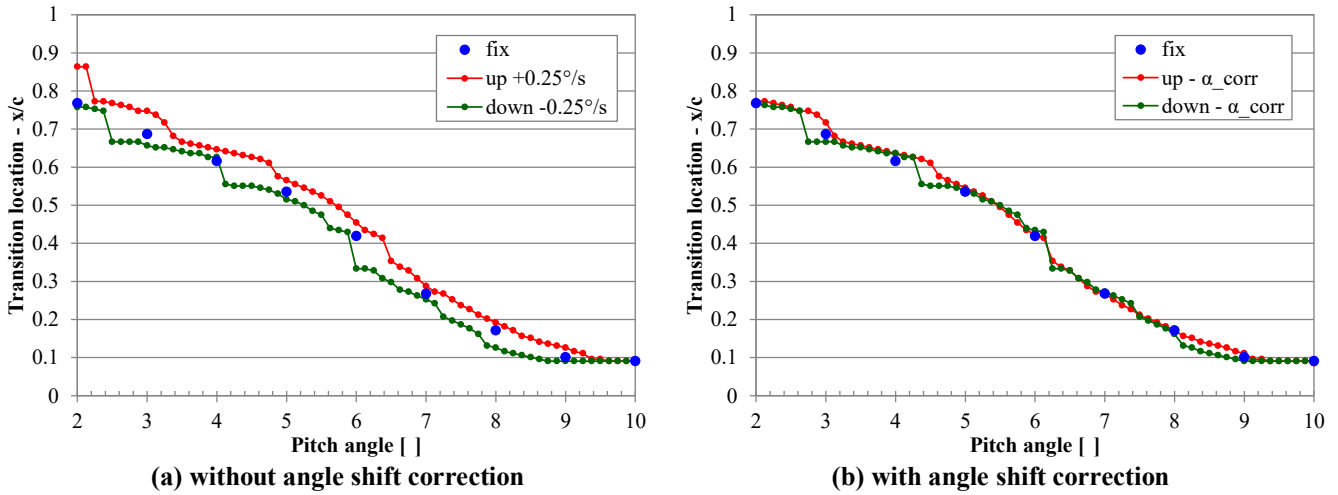 1
0.9
0.8
0.7
0.6
0.5
0.4
0.3
0.2
0.1
0
Transition location - x/c
fix
up +0.25°/s
down -0.25°/s
2 3 4 5 6 7 8 9 10
Pitch angle [ ]
(a) without angle shift correction
1
0.9
0.8
0.7
0.6
0.5
0.4
0.3
0.2
0.1
0
Transition location - x/c
fix
up - α_corr
down - α_corr
2 3 4 5 6 7 8 9 10
Pitch angle [ ]
(b) with angle shift correction